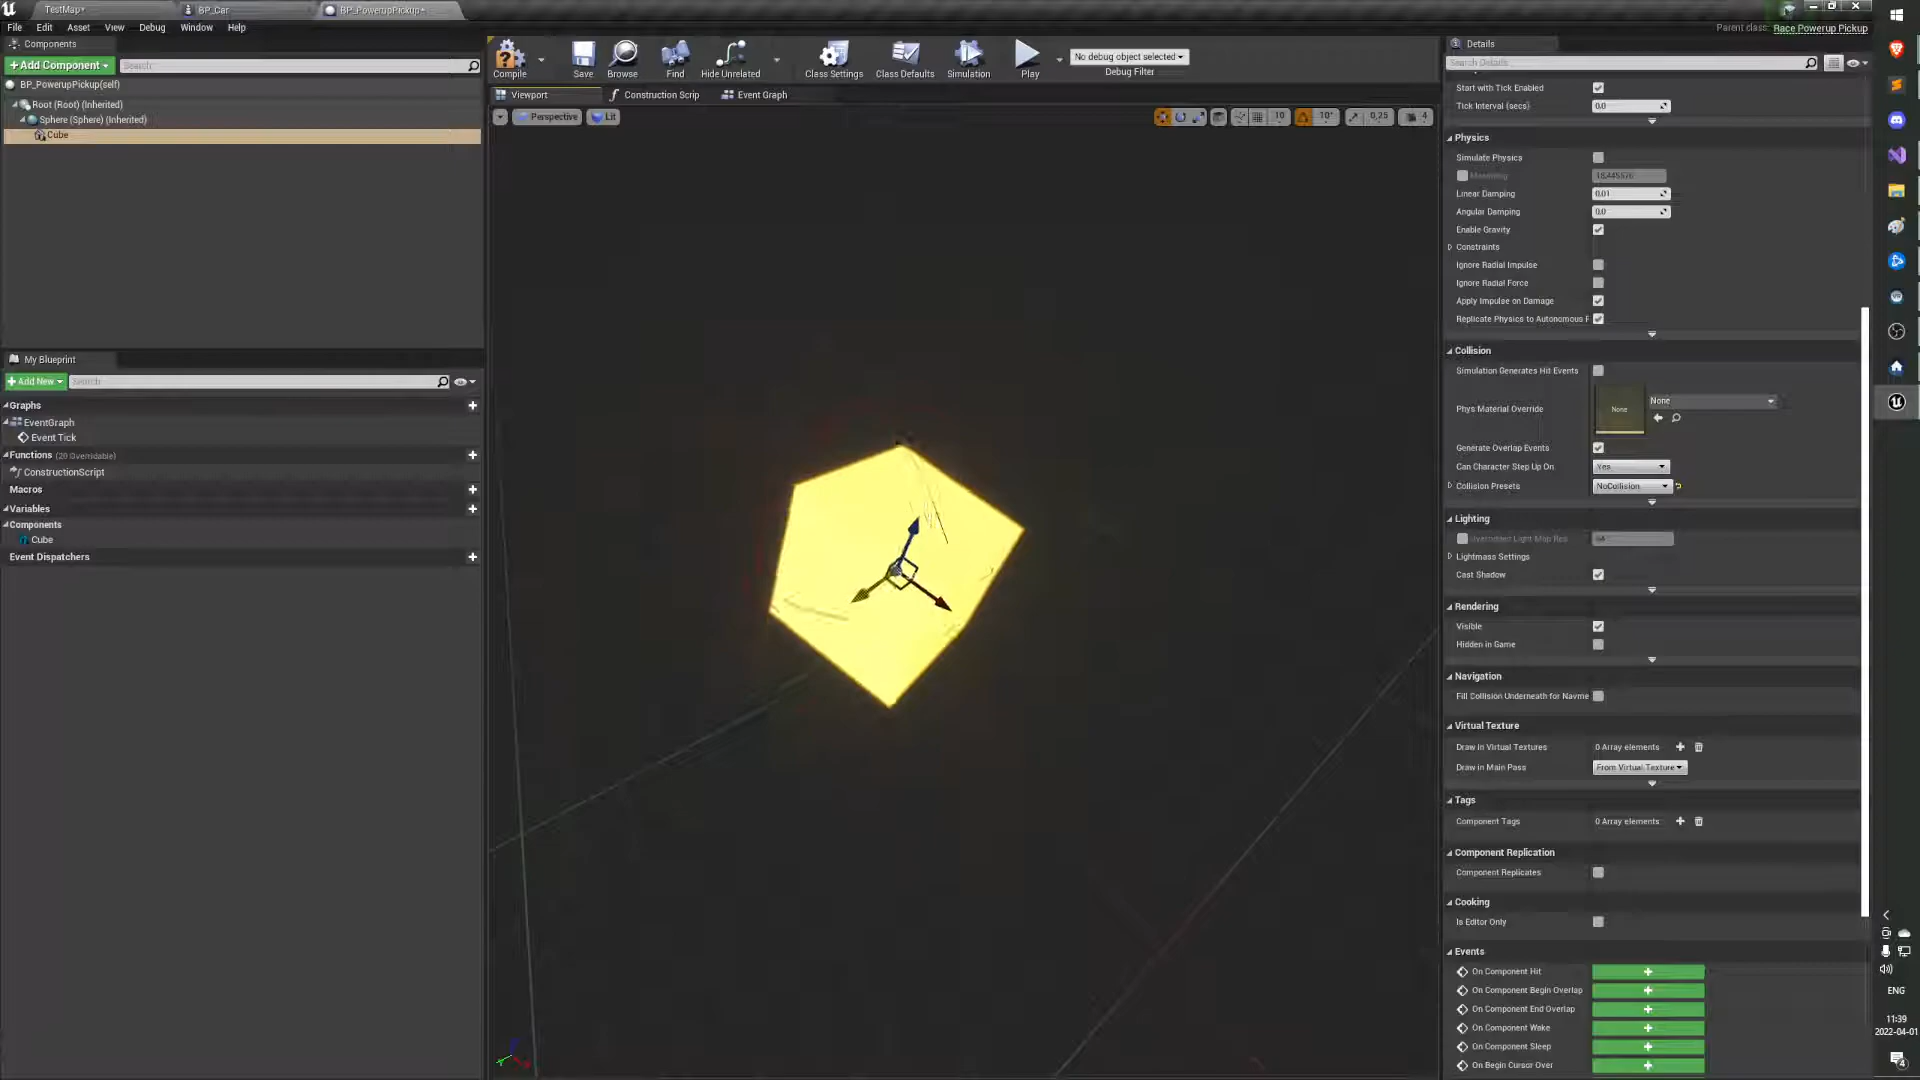 TestMap*
BP_Car
BP_PowerupPickup*
File Edit Asset View Debug Window Help
Parent class: Race Powerup Pickup
Components
+Add Component
Search
BP_PowerupPickup(self)
Root (Root) (Inherited)
Sphere (Sphere) (Inherited)
Cube
My Blueprint
+Add New
Search
Graphs
EventGraph
Event Tick
Functions (20 Overridable)
ConstructionScript
Macros
Variables
Components
Cube
Event Dispatchers
Compile
Save
Browse
Find
Hide Unrelated
Class Settings
Class Defaults
Simulation
Play
No debug object selected
Debug Filter
Viewport
Construction Scrip
Event Graph
Perspective
Lit
10
10°
0.25
4
Details
Search Details
Start with Tick Enabled
Tick Interval (secs) 0.0
Physics
Simulate Physics
Linear Damping 0.01
Angular Damping 0.0
Enable Gravity
Constraints
Ignore Radial Impulse
Ignore Radial Force
Apply Impulse on Damage
Replicate Physics to Autonomous P
Collision
Simulation Generates Hit Events
Phys Material Override
None
None
Generate Overlap Events
Can Character Step Up On Yes
Collision Presets NoCollision
Lighting
Overridden Light Map Res
Lightmass Settings
Cast Shadow
Rendering
Visible
Hidden in Game
Navigation
Fill Collision Underneath for Navme
Virtual Texture
Draw in Virtual Textures 0 Array elements
Draw in Main Pass From Virtual Texture
Tags
Component Tags 0 Array elements
Component Replication
Component Replicates
Cooking
Is Editor Only
Events
On Component Hit
On Component Begin Overlap
On Component End Overlap
On Component Wake
On Component Sleep
On Begin Cursor Over
ENG
11:39
2022-04-01
4